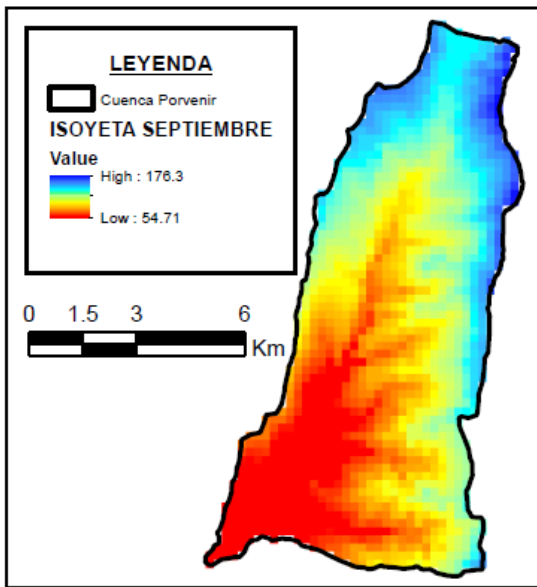 LEYENDA
Cuenca Porvenir
ISOYETA SEPTIEMBRE
Value
High : 176.3
Low : 54.71
0 1.5 3 6
Km